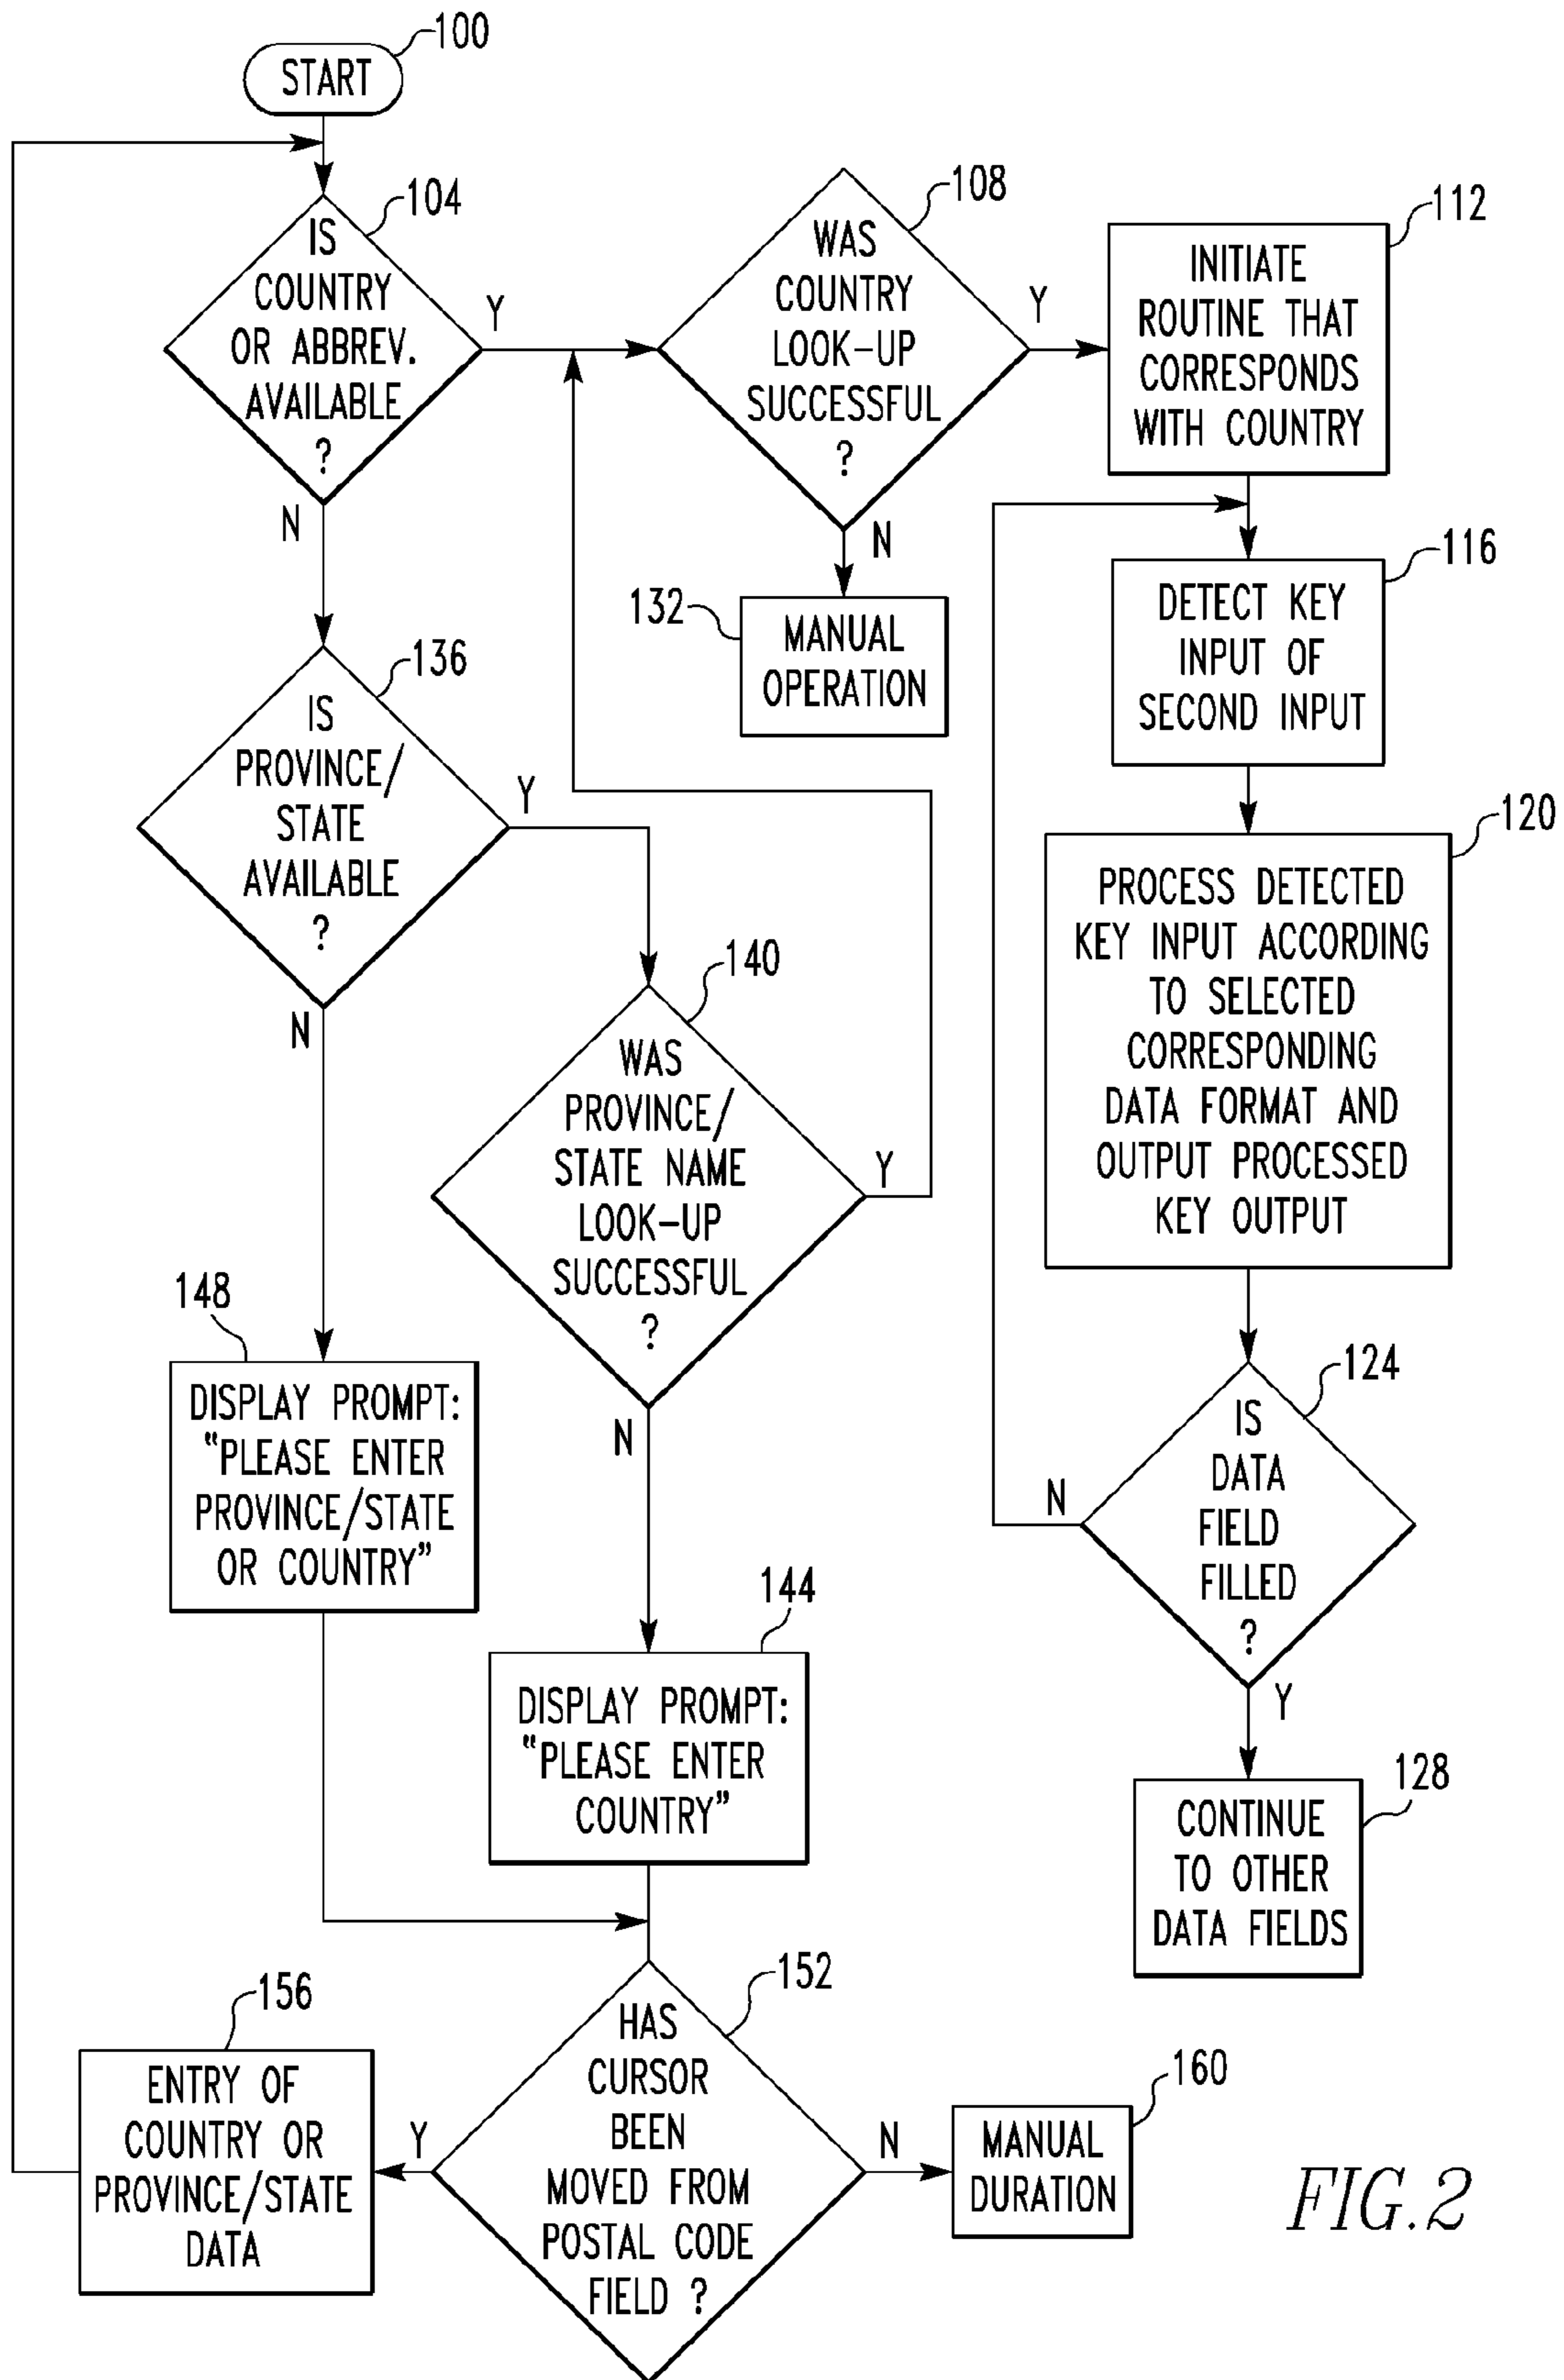 100
START
104
IS
COUNTRY
OR ABBREV.
AVAILABLE
?
Y
N
108
WAS
COUNTRY
LOOK-UP
SUCCESSFUL
?
Y
N
112
INITIATE
ROUTINE THAT
CORRESPONDS
WITH COUNTRY
116
DETECT KEY
INPUT OF
SECOND INPUT
132
MANUAL
OPERATION
136
IS
PROVINCE/
STATE
AVAILABLE
?
Y
N
120
PROCESS DETECTED
KEY INPUT ACCORDING
TO SELECTED
CORRESPONDING
DATA FORMAT AND
OUTPUT PROCESSED
KEY OUTPUT
140
WAS
PROVINCE/
STATE NAME
LOOK-UP
SUCCESSFUL
?
Y
N
148
DISPLAY PROMPT:
"PLEASE ENTER
PROVINCE/STATE
OR COUNTRY"
124
IS
DATA
FIELD
FILLED
?
N
Y
144
DISPLAY PROMPT:
"PLEASE ENTER
COUNTRY"
128
CONTINUE
TO OTHER
DATA FIELDS
152
HAS
CURSOR
BEEN
MOVED FROM
POSTAL CODE
FIELD ?
Y
N
156
ENTRY OF
COUNTRY OR
PROVINCE/STATE
DATA
160
MANUAL
DURATION
FIG.2